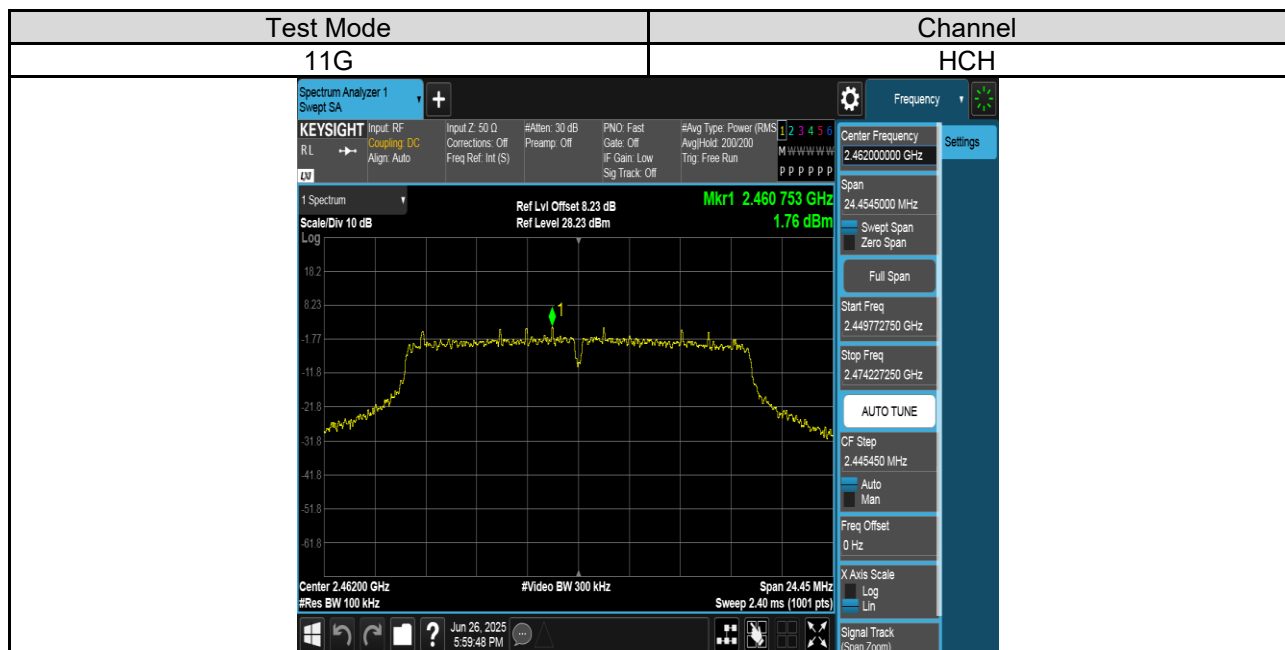 Test Mode Channel
11G HCH
Spectrum Analyzer 1
Swept SA
+
Frequency
KEYSIGHT
RL
LXI
Input: RF
Coupling: DC
Align: Auto
Input Z: 50 Ω
Corrections: Off
Freq Ref: Int (S)
#Atten: 30 dB
Preamp: Off
PNO: Fast
Gate: Off
IF Gain: Low
Sig Track: Off
#Avg Type: Power (RMS
Avg|Hold: 200/200
Trig: Free Run
1 2 3 4 5 6
M W W W W W
P P P P P P
1 Spectrum
Scale/Div 10 dB
Log
Ref Lvl Offset 8.23 dB
Ref Level 28.23 dBm
Mkr1 2.460 753 GHz
1.76 dBm
18.2
8.23
-1.77
-11.8
-21.8
-31.8
-41.8
-51.8
-61.8
1
Center 2.46200 GHz
#Video BW 300 kHz
Span 24.45 MHz
#Res BW 100 kHz
Sweep 2.40 ms (1001 pts)
Center Frequency
2.462000000 GHz
Settings
Span
24.4545000 MHz
Swept Span
Zero Span
Full Span
Start Freq
2.449772750 GHz
Stop Freq
2.474227250 GHz
AUTO TUNE
CF Step
2.445450 MHz
Auto
Man
Freq Offset
0 Hz
X Axis Scale
Log
Lin
Signal Track
(Span Zoom)
?
Jun 26, 2025
5:59:48 PM